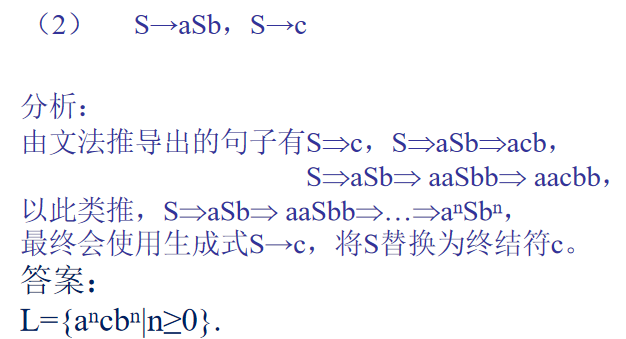 （2） S→aSb，S→c
分析：
由文法推导出的句子有S⇒c，S⇒aSb⇒acb，
S⇒aSb⇒ aaSbb⇒ aacbb，
以此类推，S⇒aSb⇒ aaSbb⇒…⇒aⁿSbⁿ，
最终会使用生成式S→c，将S替换为终结符c。
答案：
L={aⁿcbⁿ|n≥0}.